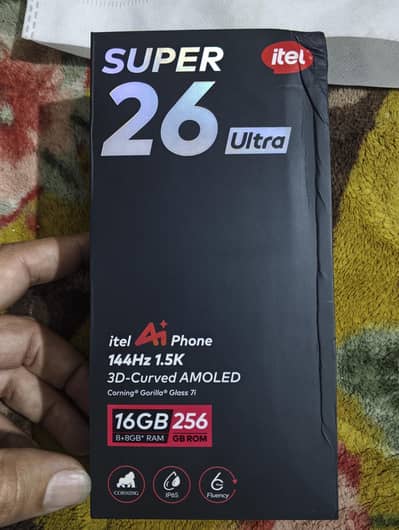 SUPER
itel
26 Ultra
itel Ai Phone
144Hz 1.5K
3D-Curved AMOLED
Corning® Gorilla® Glass 7i
16GB 256
8+8GB* RAM GB ROM
CORNING IP65 6 Fluency